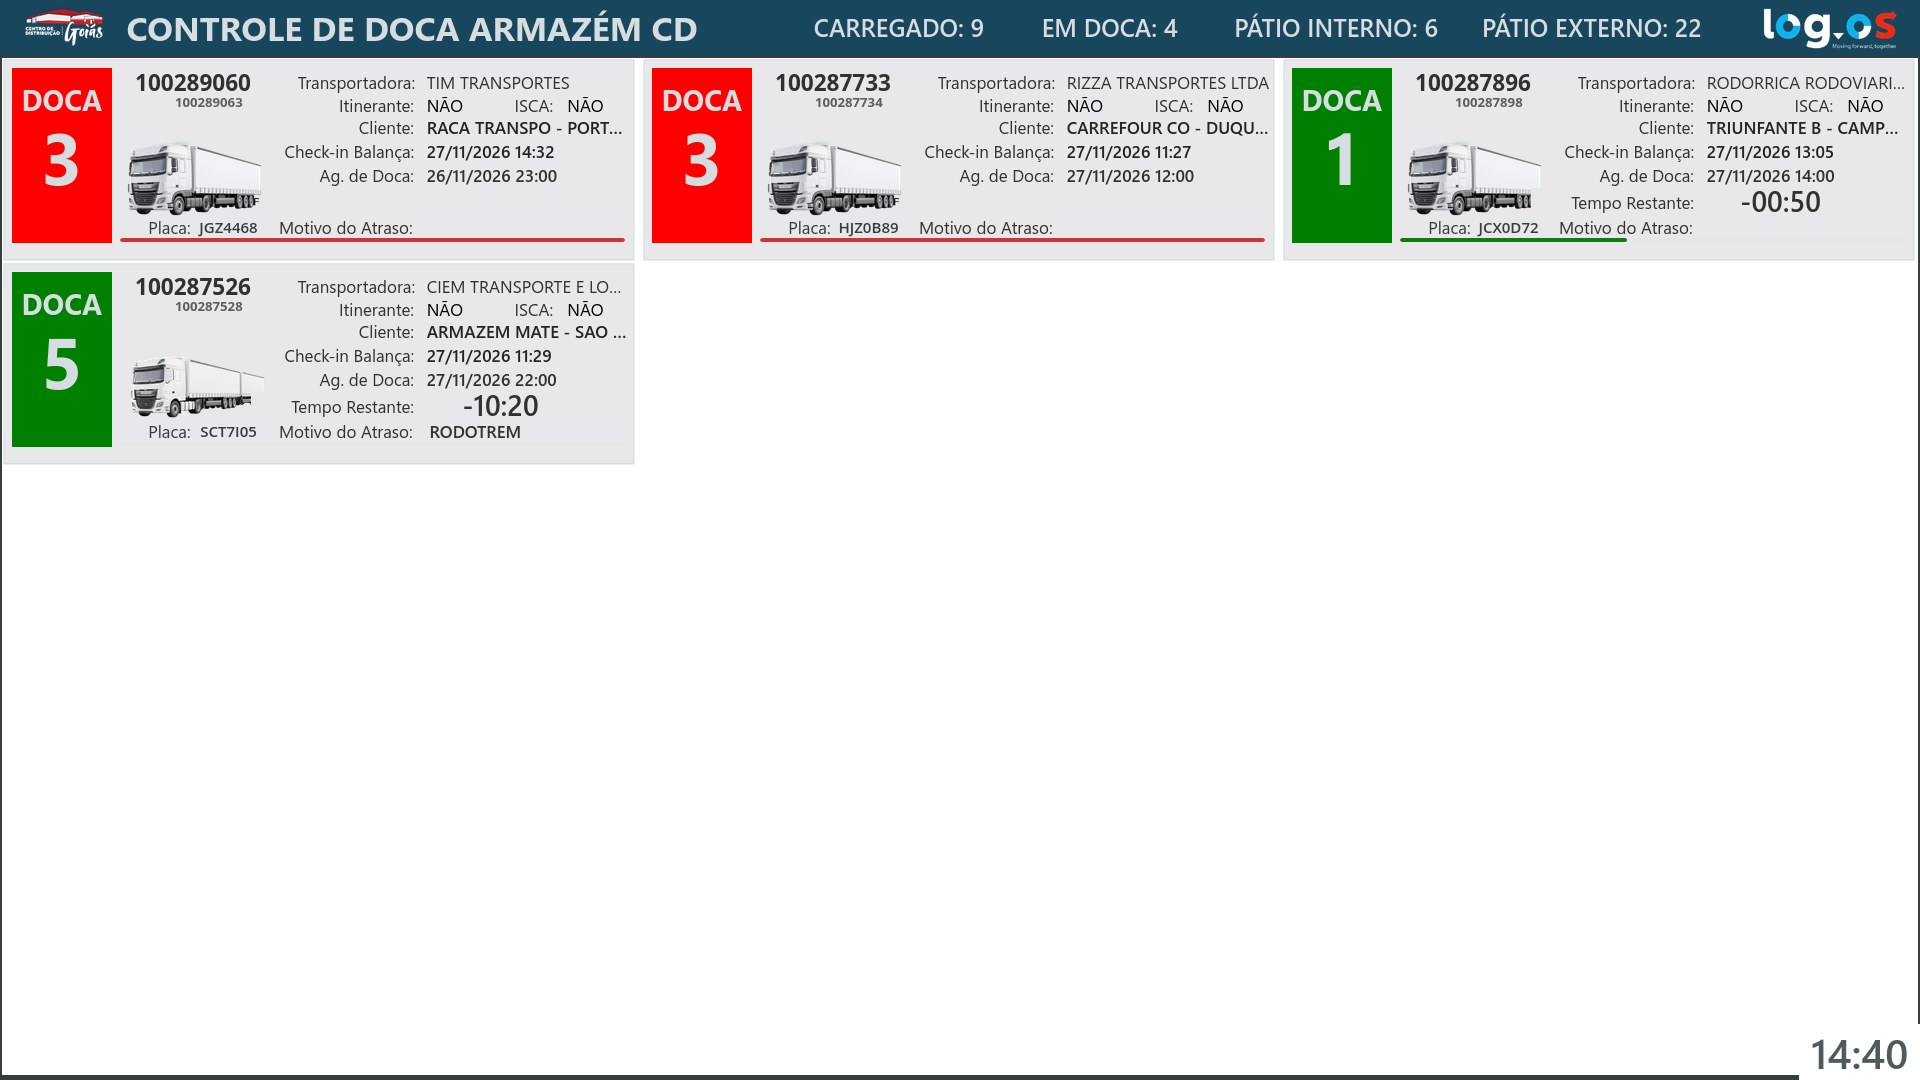 CENTRO DE DISTRIBUIÇÃO Goiás
CONTROLE DE DOCA ARMAZÉM CD
CARREGADO: 9
EM DOCA: 4
PÁTIO INTERNO: 6
PÁTIO EXTERNO: 22
log.os
Moving forward, together
DOCA
3
100289060
100289063
Transportadora: TIM TRANSPORTES
Itinerante: NÃO ISCA: NÃO
Cliente: RACA TRANSPO - PORT...
Check-in Balança: 27/11/2026 14:32
Ag. de Doca: 26/11/2026 23:00
Placa: JGZ4468 Motivo do Atraso:
DOCA
3
100287733
100287734
Transportadora: RIZZA TRANSPORTES LTDA
Itinerante: NÃO ISCA: NÃO
Cliente: CARREFOUR CO - DUQU...
Check-in Balança: 27/11/2026 11:27
Ag. de Doca: 27/11/2026 12:00
Placa: HJZ0B89 Motivo do Atraso:
DOCA
1
100287896
100287898
Transportadora: RODORRICA RODOVIARI...
Itinerante: NÃO ISCA: NÃO
Cliente: TRIUNFANTE B - CAMP...
Check-in Balança: 27/11/2026 13:05
Ag. de Doca: 27/11/2026 14:00
Tempo Restante: -00:50
Placa: JCX0D72 Motivo do Atraso:
DOCA
5
100287526
100287528
Transportadora: CIEM TRANSPORTE E LO...
Itinerante: NÃO ISCA: NÃO
Cliente: ARMAZEM MATE - SAO ...
Check-in Balança: 27/11/2026 11:29
Ag. de Doca: 27/11/2026 22:00
Tempo Restante: -10:20
Placa: SCT7I05 Motivo do Atraso: RODOTREM
14:40